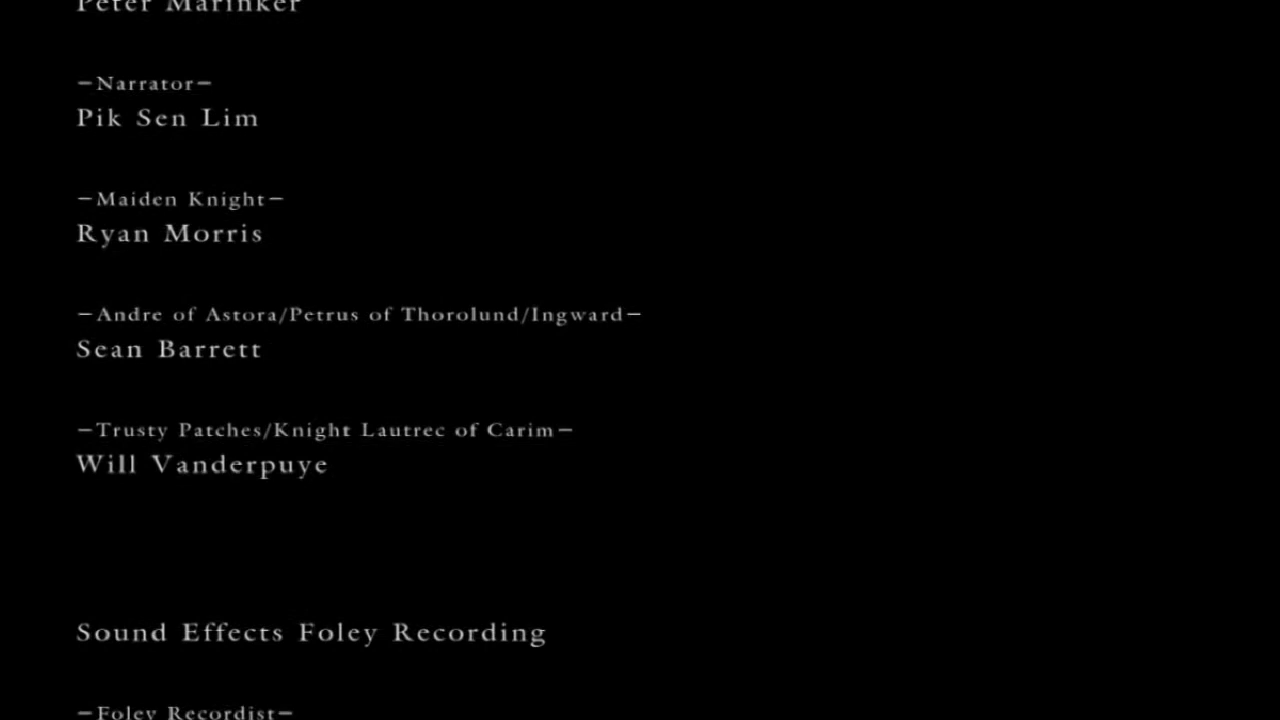 Peter Marinker
—Narrator—
Pik Sen Lim
—Maiden Knight—
Ryan Morris
—Andre of Astora/Petrus of Thorolund/Ingward—
Sean Barrett
—Trusty Patches/Knight Lautrec of Carim—
Will Vanderpuye
Sound Effects Foley Recording
—Foley Recordist—